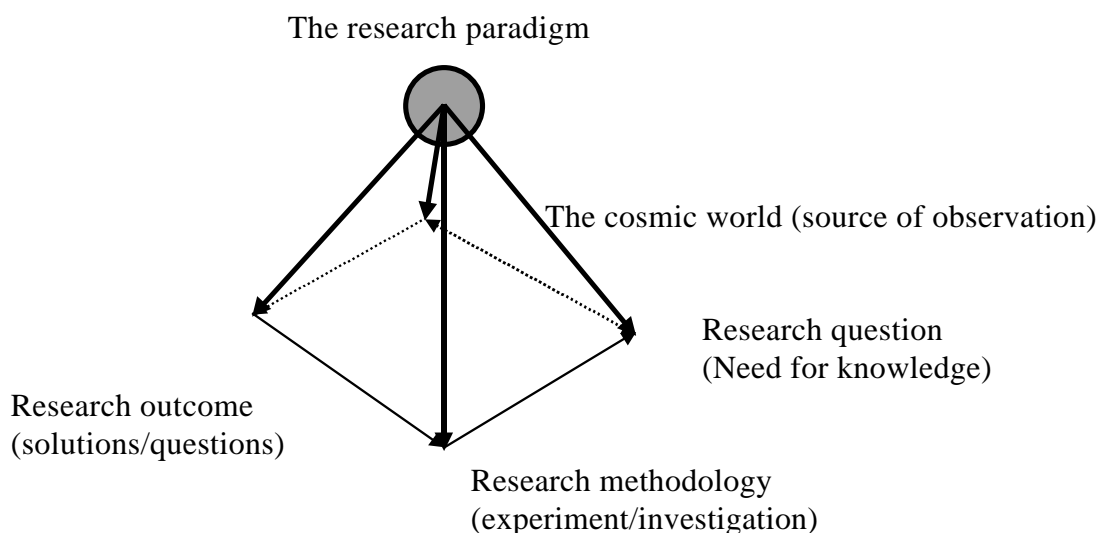 The research paradigm
The cosmic world (source of observation)
Research question
(Need for knowledge)
Research outcome
(solutions/questions)
Research methodology
(experiment/investigation)